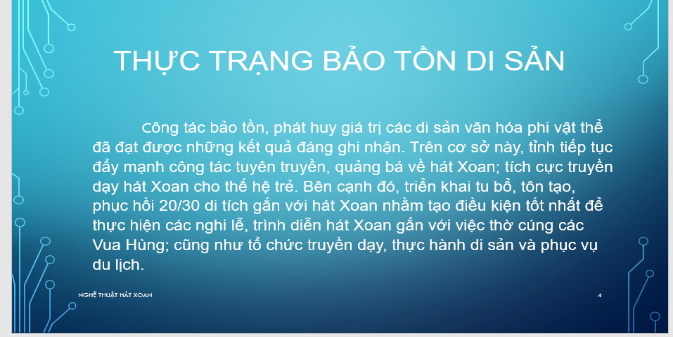 THỰC TRẠNG BẢO TỒN DI SẢN
Công tác bảo tồn, phát huy giá trị các di sản văn hóa phi vật thể
đã đạt được những kết quả đáng ghi nhận. Trên cơ sở này, tỉnh tiếp tục
đẩy mạnh công tác tuyên truyền, quảng bá về hát Xoan; tích cực truyền
dạy hát Xoan cho thế hệ trẻ. Bên cạnh đó, triển khai tu bổ, tôn tạo,
phục hồi 20/30 di tích gắn với hát Xoan nhằm tạo điều kiện tốt nhất để
thực hiện các nghi lễ, trình diễn hát Xoan gắn với việc thờ cúng các
Vua Hùng; cũng như tổ chức truyền dạy, thực hành di sản và phục vụ
du lịch.
NGHỆ THUẬT HÁT XOAN
4